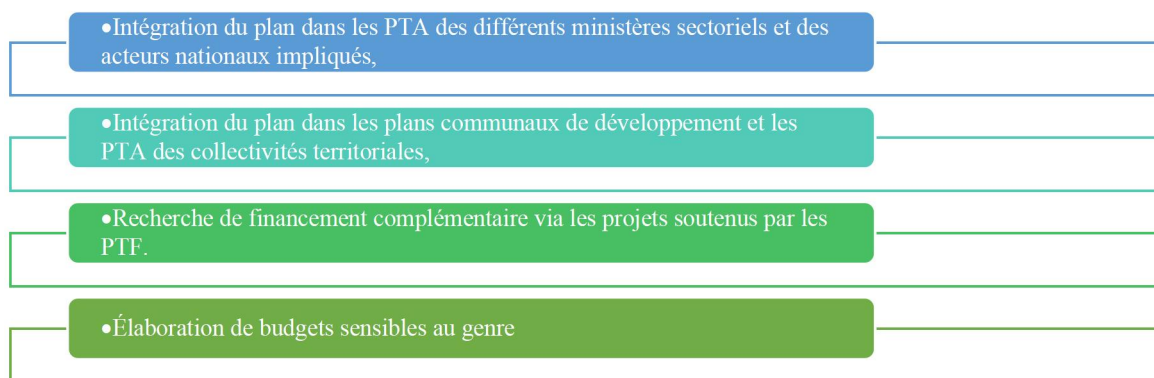 •Intégration du plan dans les PTA des différents ministères sectoriels et des
acteurs nationaux impliqués,
•Intégration du plan dans les plans communaux de développement et les
PTA des collectivités territoriales,
•Recherche de financement complémentaire via les projets soutenus par les
PTF.
•Élaboration de budgets sensibles au genre